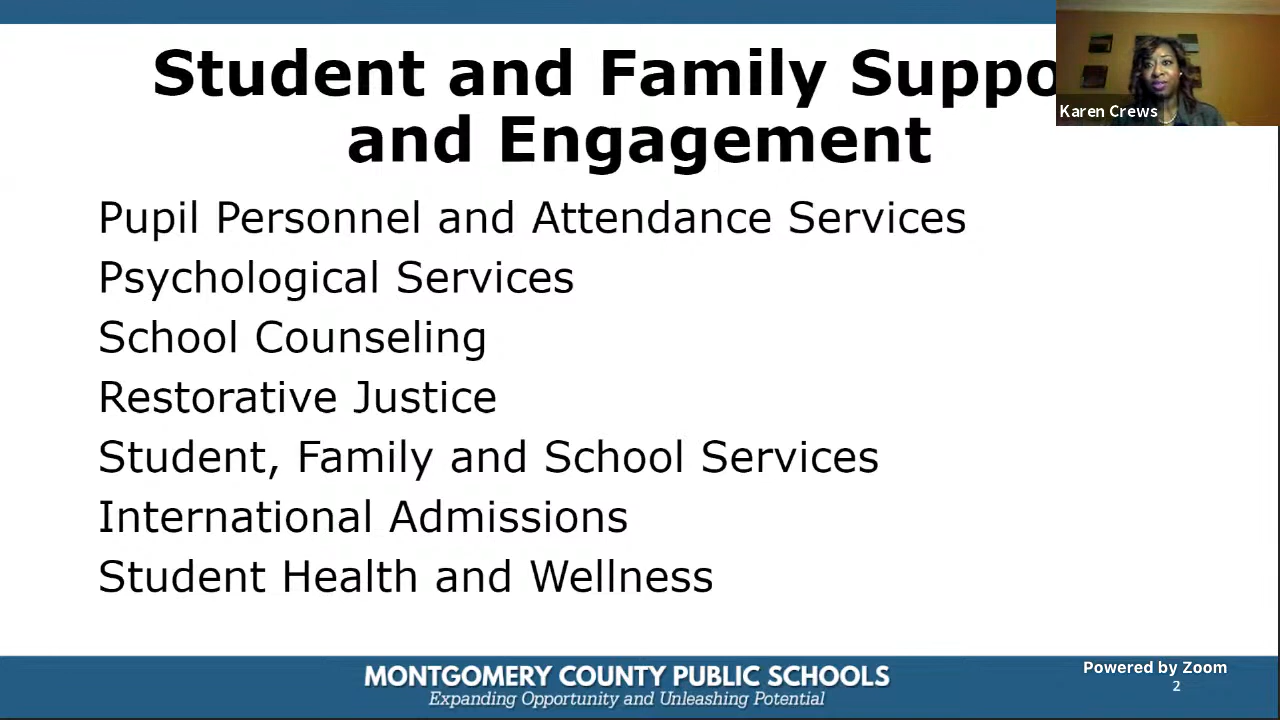 Student and Family Suppo
and Engagement
Karen Crews
Pupil Personnel and Attendance Services
Psychological Services
School Counseling
Restorative Justice
Student, Family and School Services
International Admissions
Student Health and Wellness
MONTGOMERY COUNTY PUBLIC SCHOOLS
Expanding Opportunity and Unleashing Potential
Powered by Zoom
2